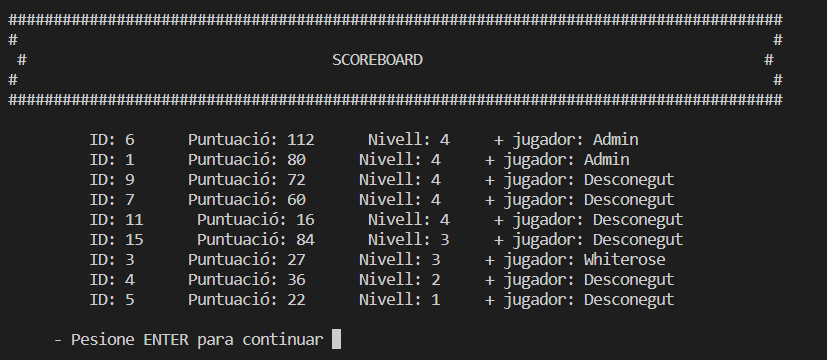 ######################################################################################
#                                                                                    #
 #                                  SCOREBOARD                                      #
#                                                                                    #
######################################################################################
ID: 6      Puntuació: 112      Nivell: 4     + jugador: Admin
ID: 1      Puntuació: 80      Nivell: 4     + jugador: Admin
ID: 9      Puntuació: 72      Nivell: 4     + jugador: Desconegut
ID: 7      Puntuació: 60      Nivell: 4     + jugador: Desconegut
ID: 11      Puntuació: 16      Nivell: 4     + jugador: Desconegut
ID: 15      Puntuació: 84      Nivell: 3     + jugador: Desconegut
ID: 3      Puntuació: 27      Nivell: 3     + jugador: Whiterose
ID: 4      Puntuació: 36      Nivell: 2     + jugador: Desconegut
ID: 5      Puntuació: 22      Nivell: 1     + jugador: Desconegut
- Pesione ENTER para continuar